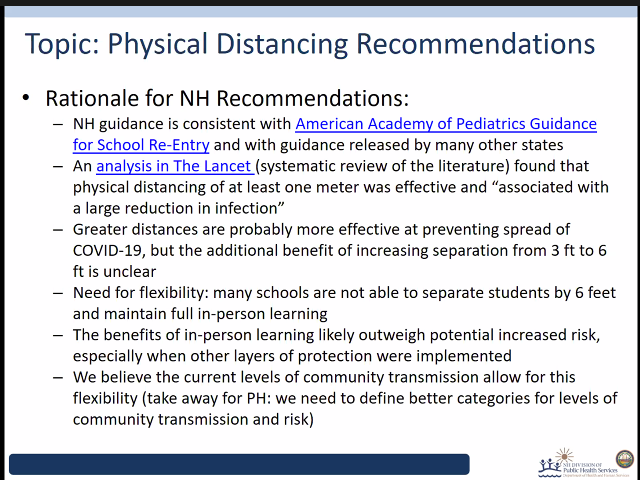 Topic: Physical Distancing Recommendations
• Rationale for NH Recommendations:
– NH guidance is consistent with American Academy of Pediatrics Guidance
for School Re-Entry and with guidance released by many other states
– An analysis in The Lancet (systematic review of the literature) found that
physical distancing of at least one meter was effective and “associated with
a large reduction in infection”
– Greater distances are probably more effective at preventing spread of
COVID-19, but the additional benefit of increasing separation from 3 ft to 6
ft is unclear
– Need for flexibility: many schools are not able to separate students by 6 feet
and maintain full in-person learning
– The benefits of in-person learning likely outweigh potential increased risk,
especially when other layers of protection were implemented
– We believe the current levels of community transmission allow for this
flexibility (take away for PH: we need to define better categories for levels of
community transmission and risk)
NH DIVISION OF
Public Health Services
Department of Health and Human Services